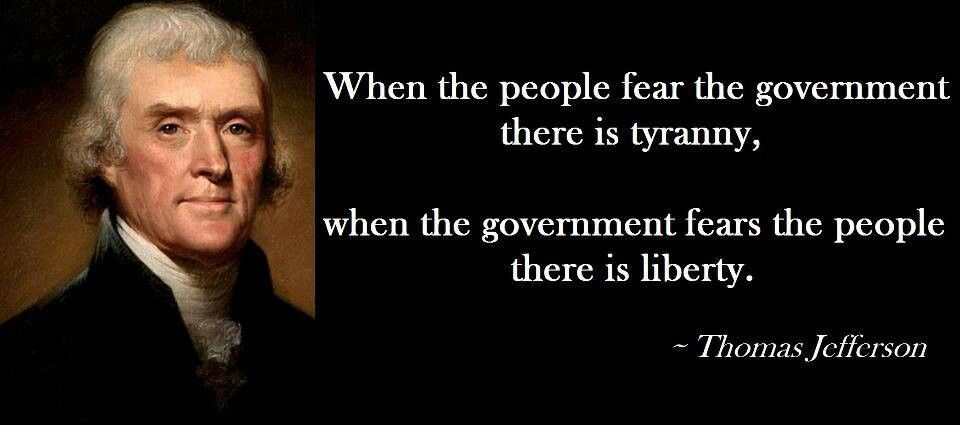 When the people fear the government
there is tyranny,
when the government fears the people
there is liberty.
~ Thomas Jefferson